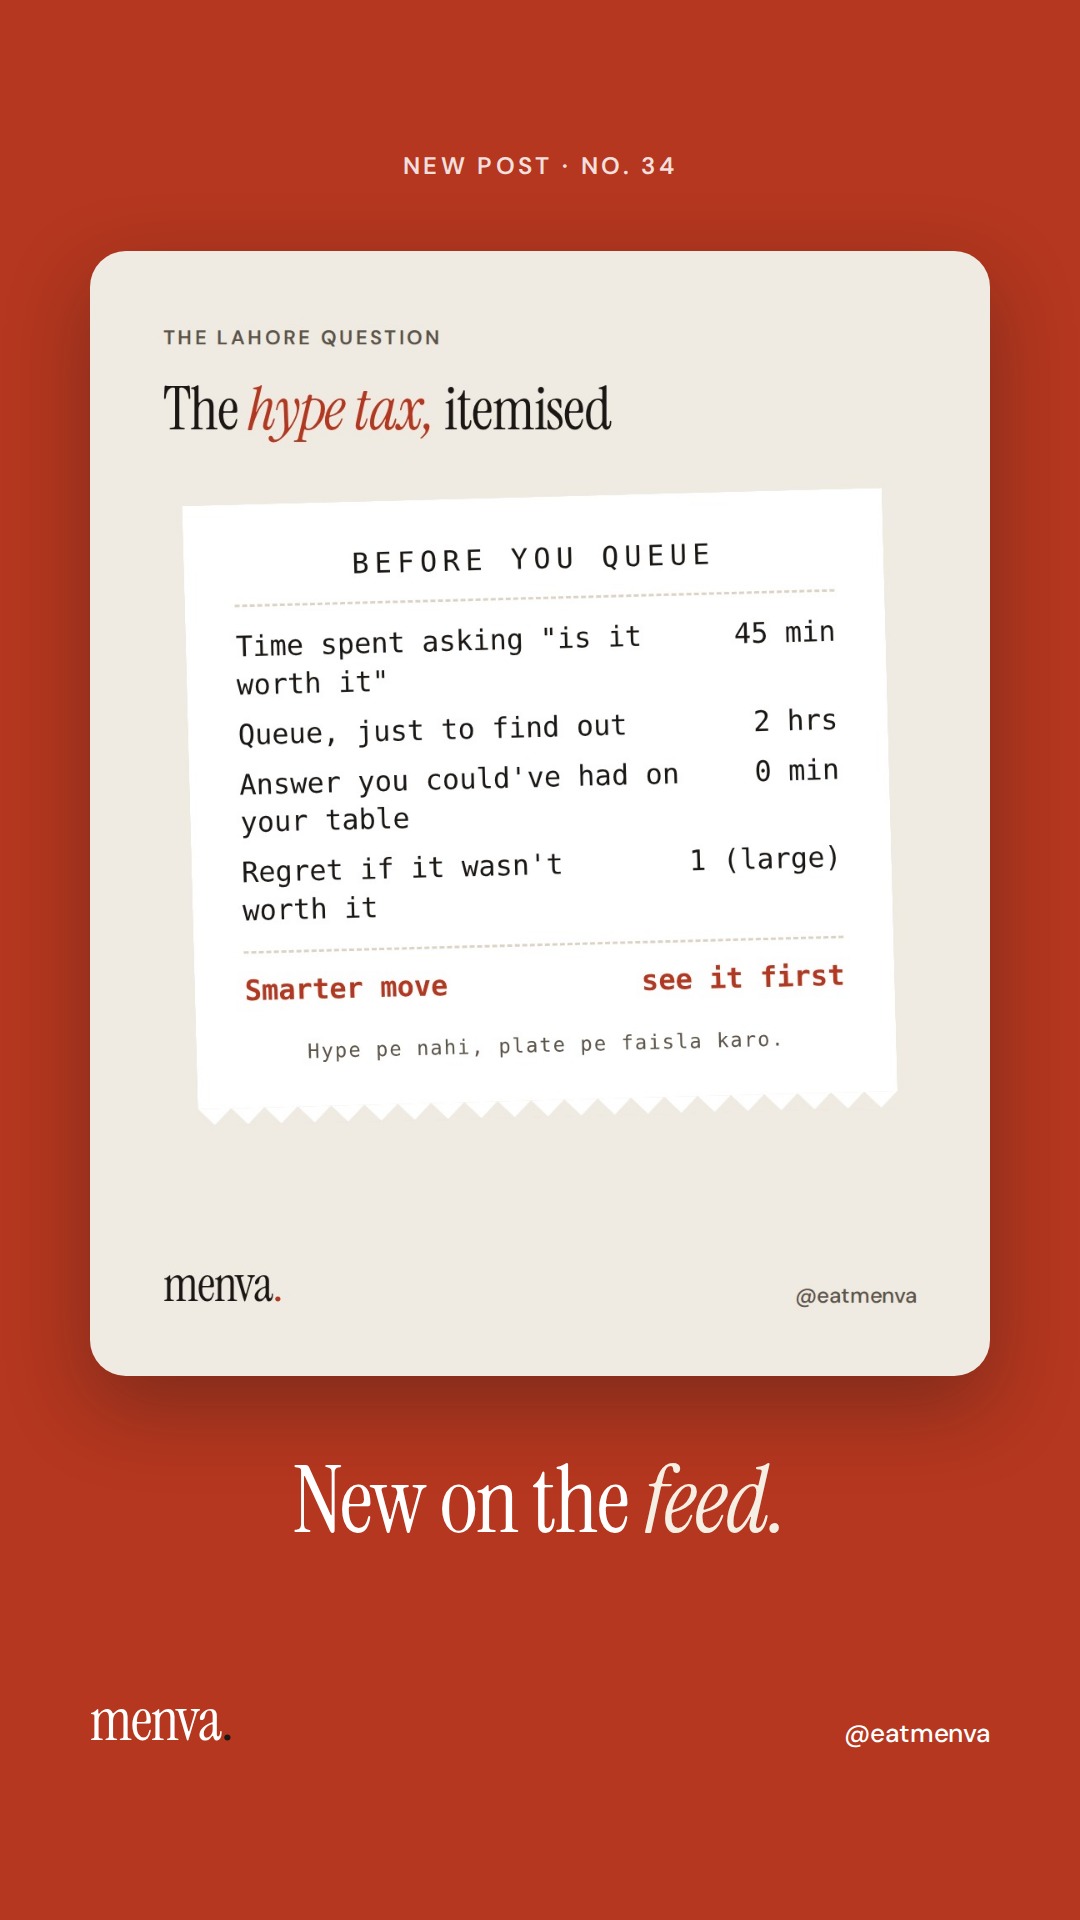 NEW POST · NO. 34
THE LAHORE QUESTION
The hype tax, itemised
BEFORE YOU QUEUE
Time spent asking "is it 45 min
worth it"
Queue, just to find out 2 hrs
Answer you could've had on 0 min
your table
Regret if it wasn't 1 (large)
worth it
Smarter move see it first
Hype pe nahi, plate pe faisla karo.
menva. @eatmenva
New on the feed.
menva. @eatmenva